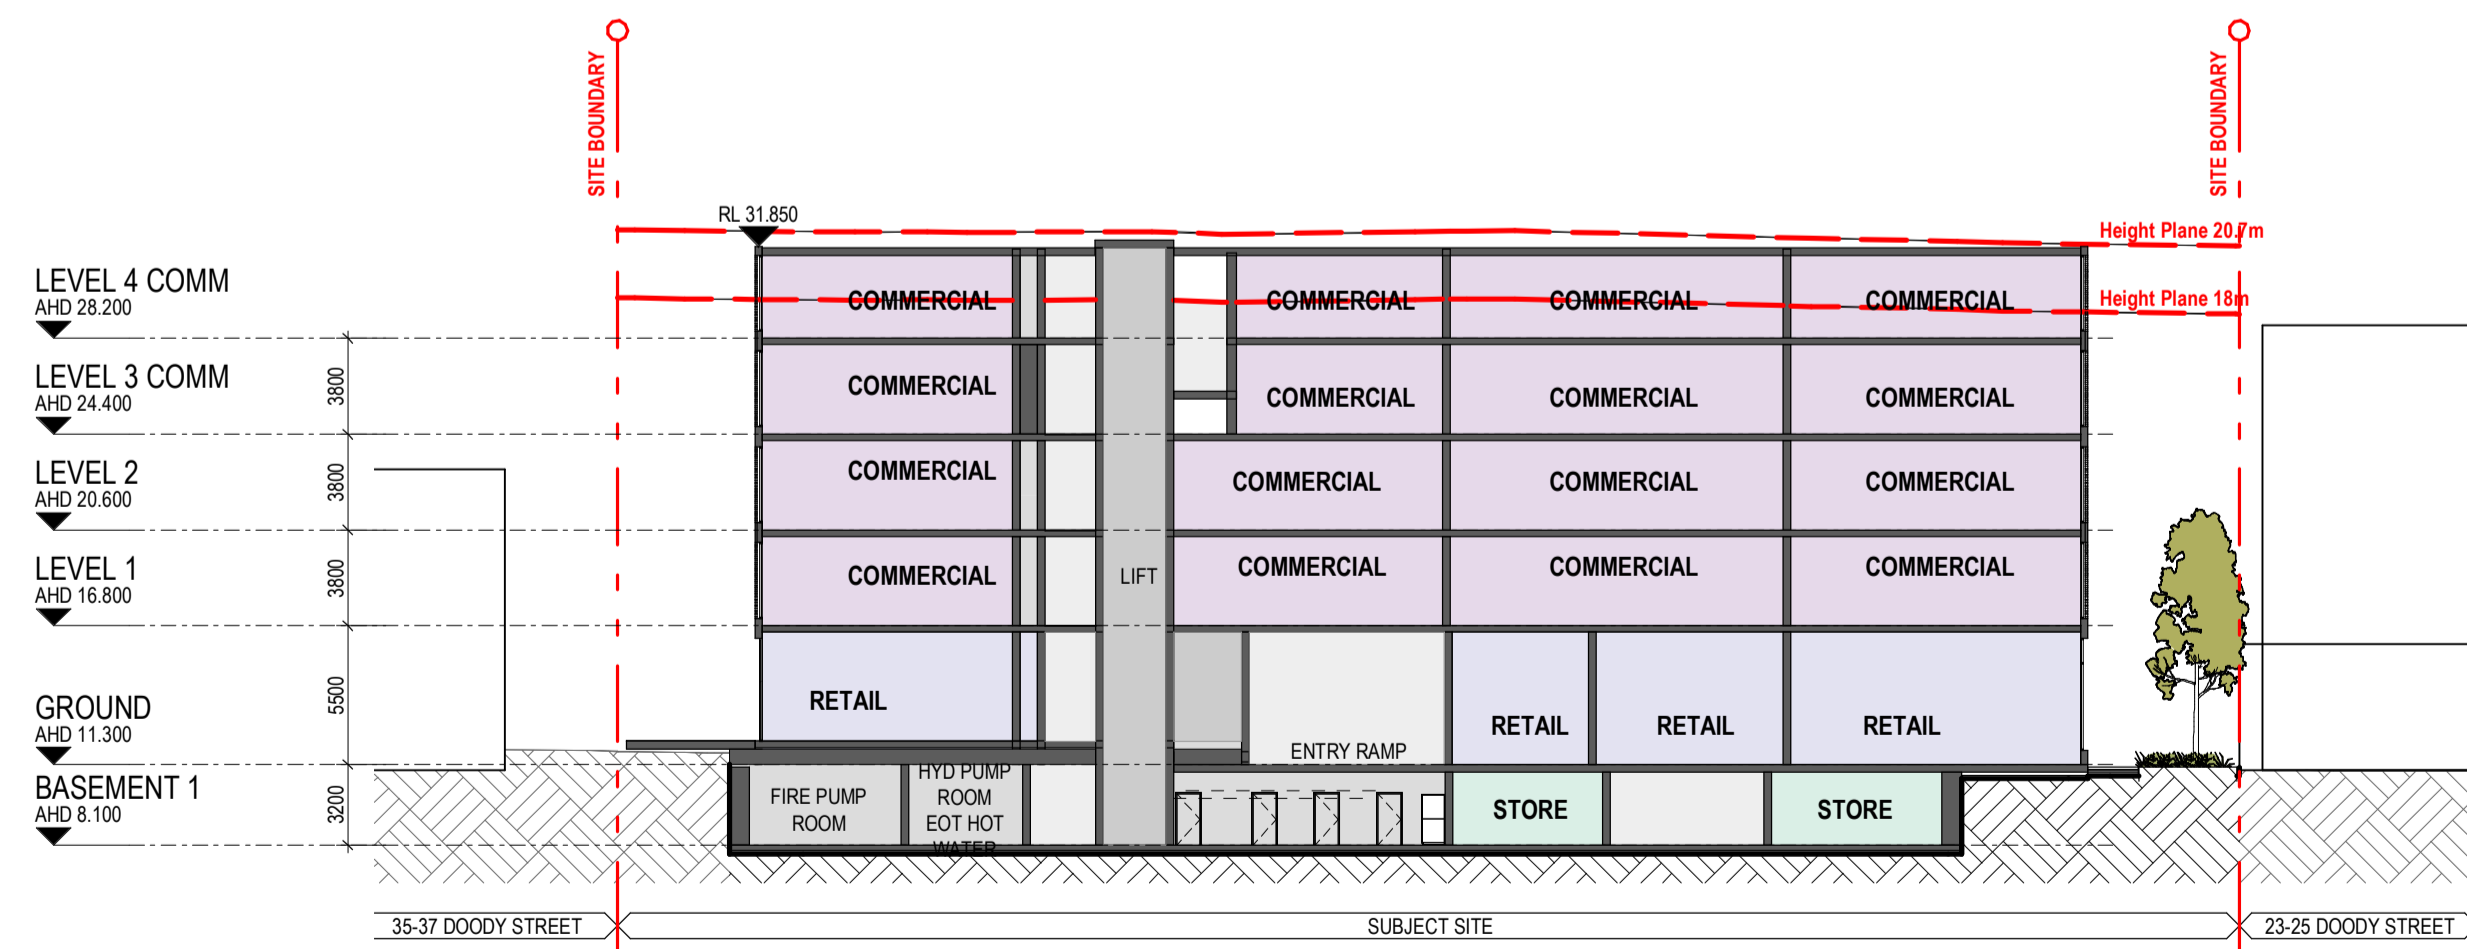 SITE BOUNDARY
SITE BOUNDARY
RL 31.850
Height Plane 20.7m
Height Plane 18m
LEVEL 4 COMM
AHD 28.200
COMMERCIAL COMMERCIAL COMMERCIAL COMMERCIAL
3800
LEVEL 3 COMM
AHD 24.400
COMMERCIAL COMMERCIAL COMMERCIAL COMMERCIAL
3800
LEVEL 2
AHD 20.600
COMMERCIAL COMMERCIAL COMMERCIAL COMMERCIAL
3800
LEVEL 1
AHD 16.800
COMMERCIAL COMMERCIAL COMMERCIAL COMMERCIAL
LIFT
5500
GROUND
AHD 11.300
RETAIL RETAIL RETAIL RETAIL
ENTRY RAMP
3200
BASEMENT 1
AHD 8.100
FIRE PUMP
ROOM
HYD PUMP
ROOM
EOT HOT
WATER
STORE STORE
35-37 DOODY STREET SUBJECT SITE 23-25 DOODY STREET